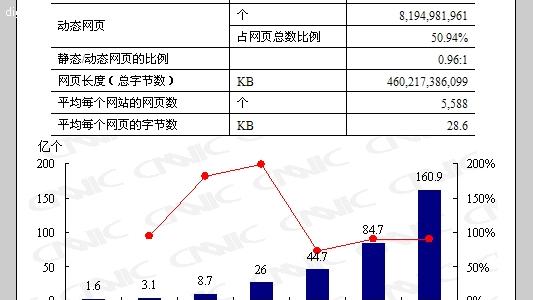 di
动态网页 个 8,194,981,961
占网页总数比例 50.94%
静态/动态网页的比例 0.96:1
网页长度（总字节数） KB 460,217,386,099
平均每个网站的网页数 个 5,588
平均每个网页的字节数 KB 28.6
亿个
200 200%
160.9
150 150%
100 84.7 100%
50 44.7 50%
26
8.7
3.1
1.6
0 0%
CNNIC